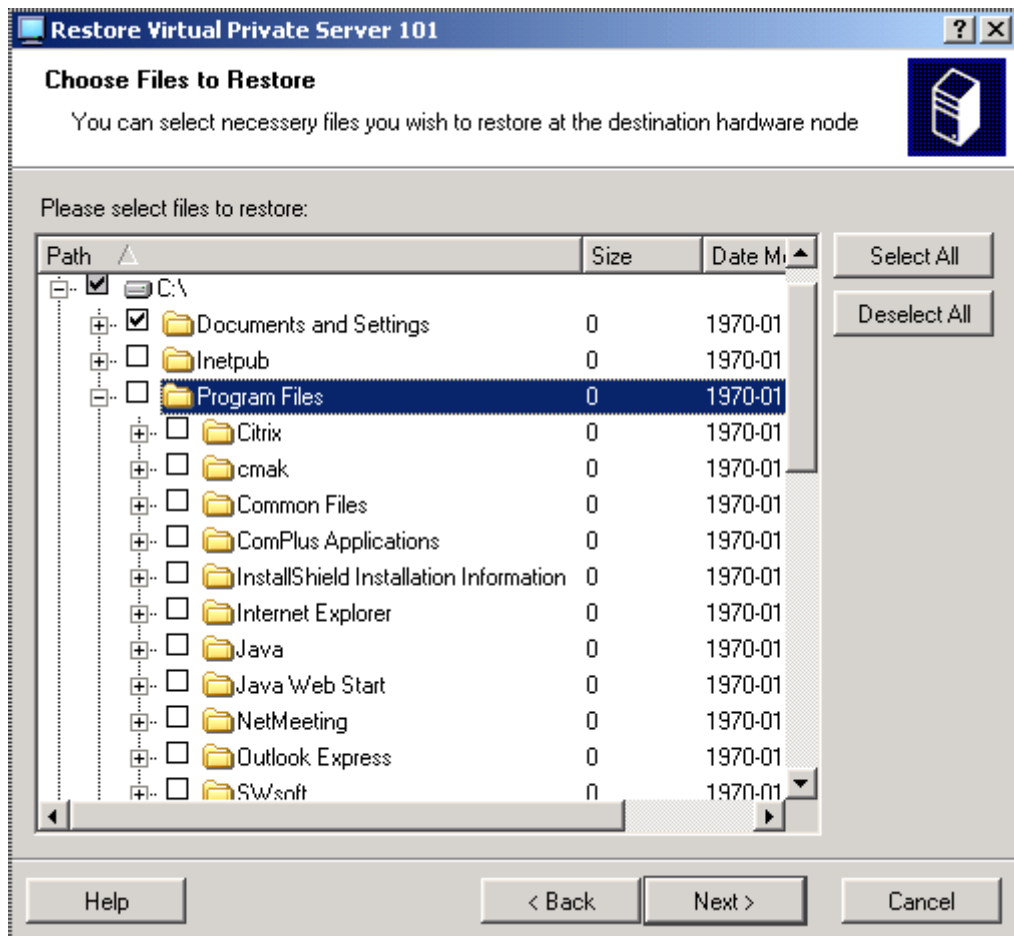 Restore Virtual Private Server 101
Choose Files to Restore
You can select necessery files you wish to restore at the destination hardware node
Please select files to restore:
Path Size Date M
C:\
Documents and Settings 0 1970-01
Inetpub 0 1970-01
Program Files 0 1970-01
Citrix 0 1970-01
cmak 0 1970-01
Common Files 0 1970-01
ComPlus Applications 0 1970-01
InstallShield Installation Information 0 1970-01
Internet Explorer 0 1970-01
Java 0 1970-01
Java Web Start 0 1970-01
NetMeeting 0 1970-01
Outlook Express 0 1970-01
SWsoft 0 1970-01
Select All
Deselect All
Help < Back Next > Cancel